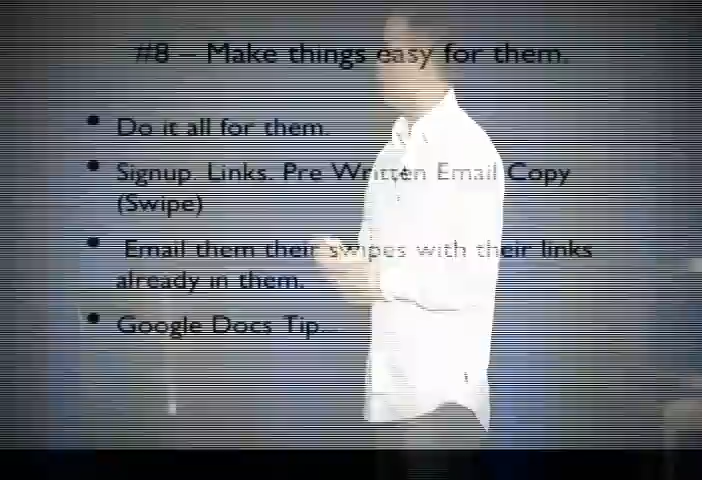 #8 – Make things easy for them.
• Do it all for them.
• Signup. Links. Pre Written Email Copy
(Swipe)
• Email them their swipes with their links
already in them.
• Google Docs Tip...